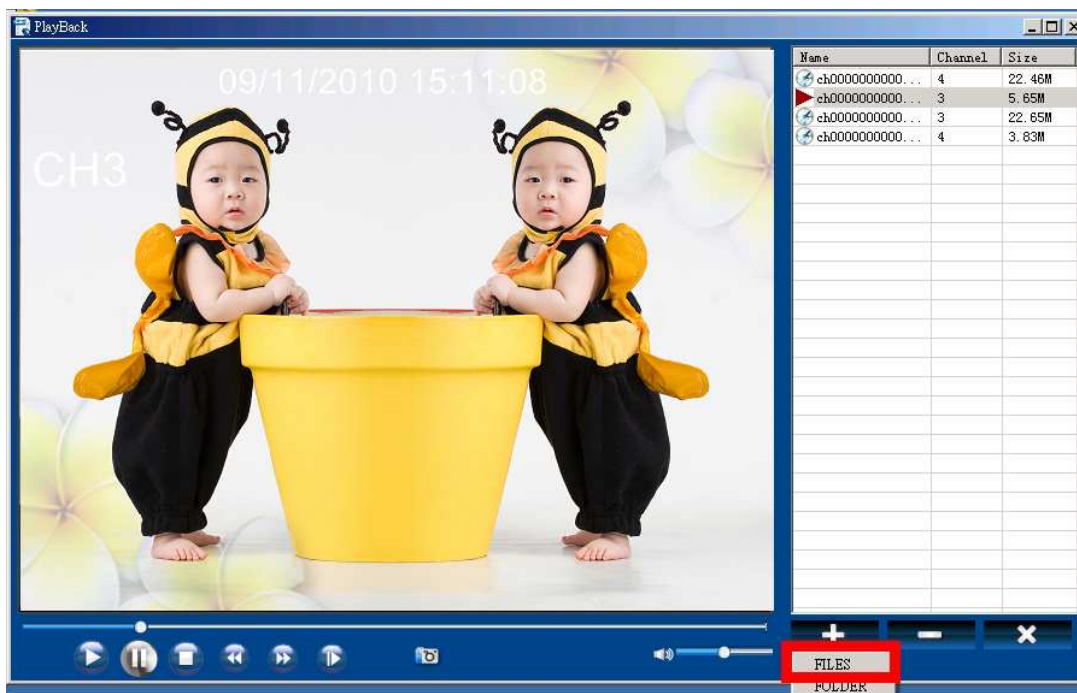 PlayBack
09/11/2010 15:11:08
CH3
Name Channel Size
ch0000000000... 4 22.46M
ch0000000000... 3 5.65M
ch0000000000... 3 22.65M
ch0000000000... 4 3.83M
FILES
FOLDER